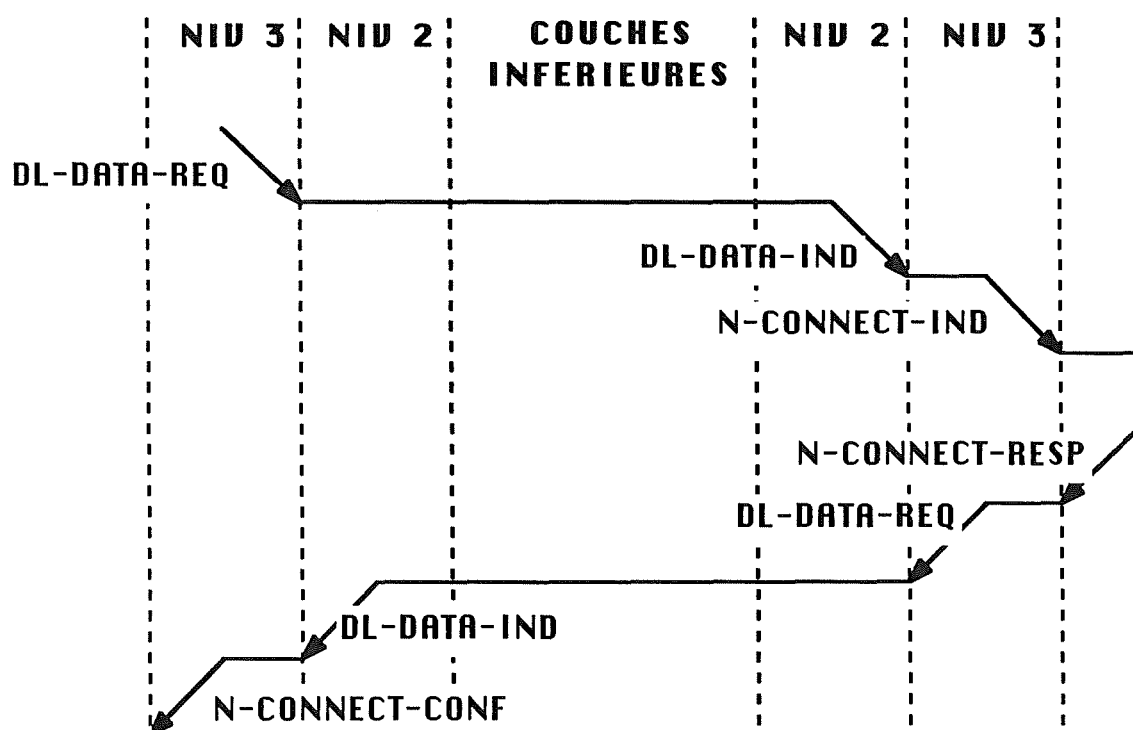 NIV 3 NIV 2 COUCHES INFERIEURES NIV 2 NIV 3
DL-DATA-REQ
DL-DATA-IND
N-CONNECT-IND
N-CONNECT-RESP
DL-DATA-REQ
DL-DATA-IND
N-CONNECT-CONF